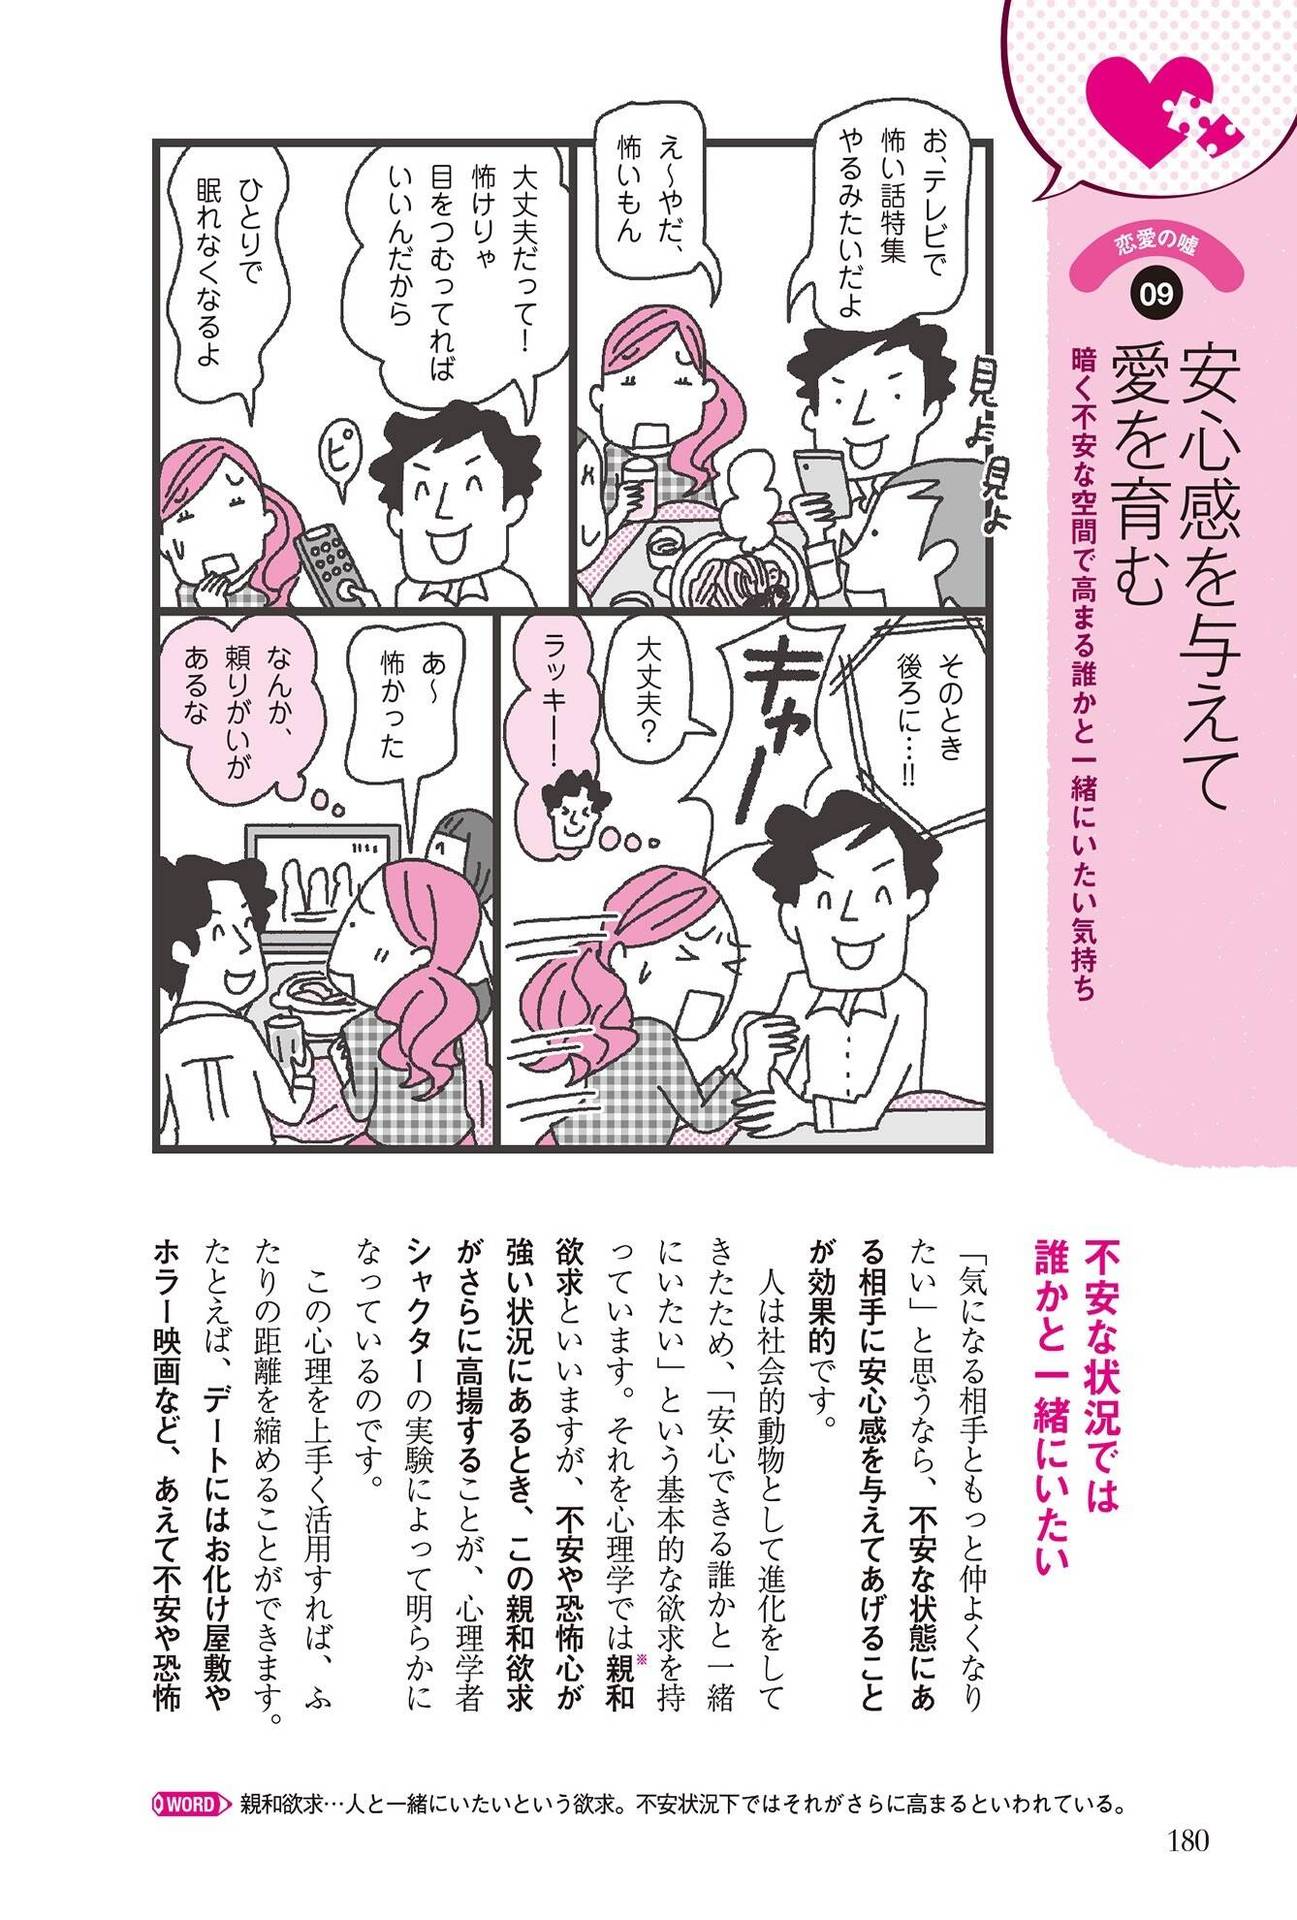 恋愛の嘘
09
安心感を与えて
愛を育む
暗く不安な空間で高まる誰かと一緒にいたい気持ち
お、テレビで
怖い話特集
やるみたいだよ
見よ見よ
え〜やだ、
怖いもん
大丈夫だって！
怖けりゃ
目をつむってれば
いいんだから
ピ
ひとりで
眠れなくなるよ
そのとき
後ろに…!!
キャー
大丈夫？
ラッキー！
あ〜
怖かった
なんか、
頼りがいが
あるな
不安な状況では
誰かと一緒にいたい
「気になる相手ともっと仲よくなり
たい」と思うなら、不安な状態にあ
る相手に安心感を与えてあげること
が効果的です。
人は社会的動物として進化をして
きたため、「安心できる誰かと一緒
にいたい」という基本的な欲求を持
っています。それを心理学では親和※
欲求といいますが、不安や恐怖心が
強い状況にあるとき、この親和欲求
がさらに高揚することが、心理学者
シャクターの実験によって明らかに
なっているのです。
この心理を上手く活用すれば、ふ
たりの距離を縮めることができます。
たとえば、デートにはお化け屋敷や
ホラー映画など、あえて不安や恐怖
WORD 親和欲求…人と一緒にいたいという欲求。不安状況下ではそれがさらに高まるといわれている。
180